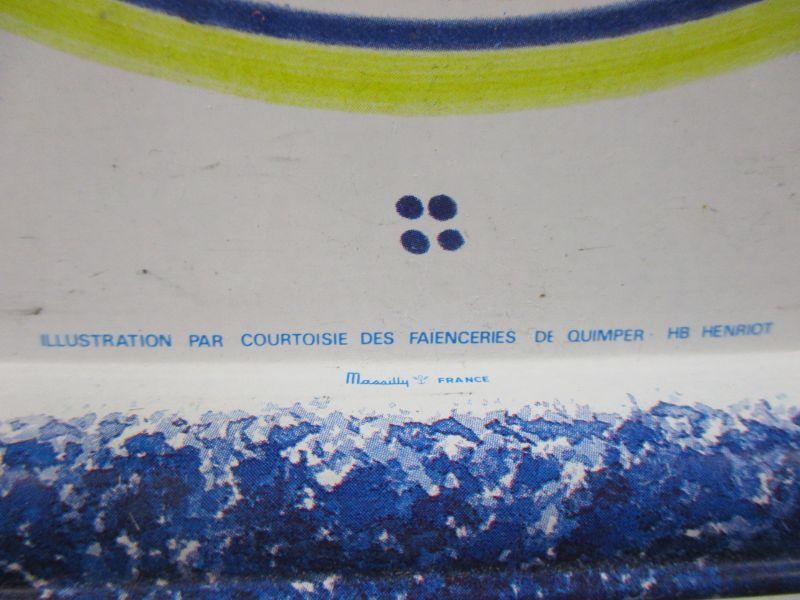 ILLUSTRATION PAR COURTOISIE DES FAIENCERIES DE QUIMPER · HB HENRIOT
Massilly FRANCE